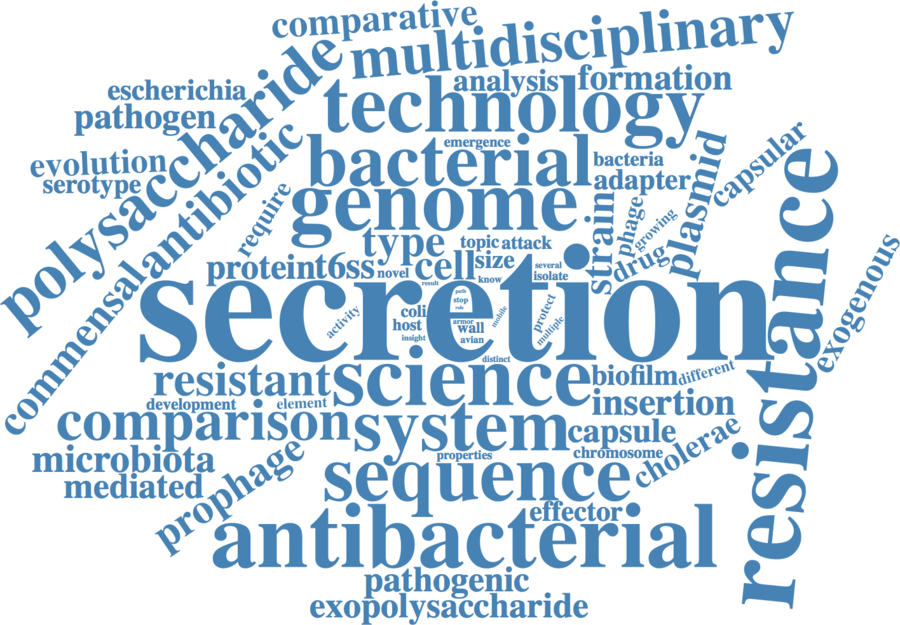 comparative
multidisciplinary
polysaccharide
analysis
formation
escherichia
technology
pathogen
antibiotic
emergence
bacterial
bacteria
capsular
evolution
serotype
adapter
plasmid
resistance
genome
require
strain
phage
growing
type
topic
attack
drug
proteint6ss
novel
cell
size
several
isolate
know
result
exogenous
commensal
secretion
path
stop
role
activity
coli
host
insight
armor
wall
avian
mobile
protect
multiple
distinct
resistant
science
biofilm
different
development
element
insertion
comparison
system
capsule
microbiota
properties
chromosome
cholerae
mediated
prophage
sequence
effector
antibacterial
pathogenic
exopolysaccharide